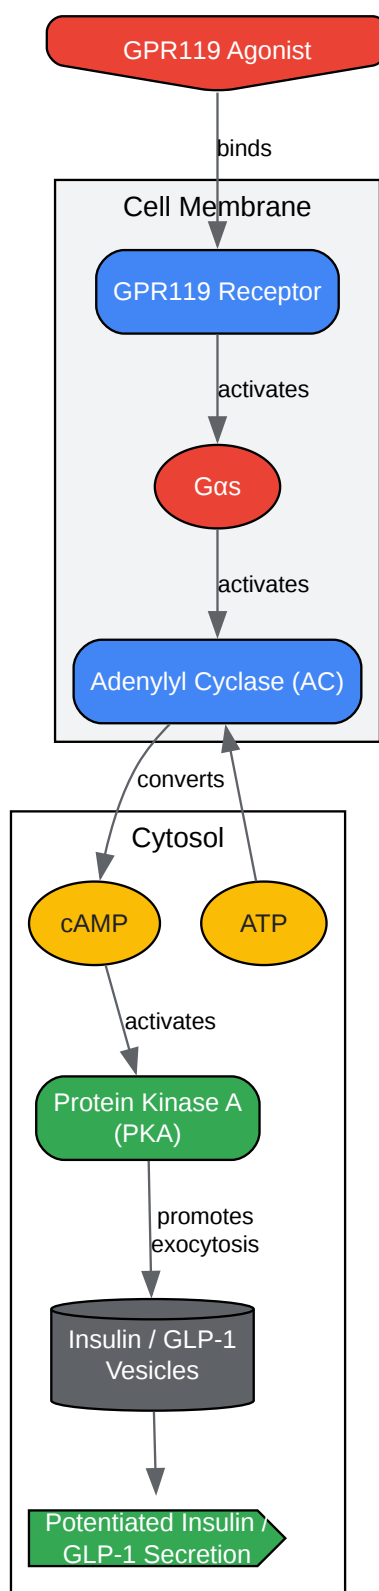 GPR119 Agonist
binds
Cell Membrane
GPR119 Receptor
activates
Gαs
activates
Adenylyl Cyclase (AC)
converts
Cytosol
cAMP
ATP
activates
Protein Kinase A
(PKA)
promotes
exocytosis
Insulin / GLP-1
Vesicles
Potentiated Insulin /
GLP-1 Secretion